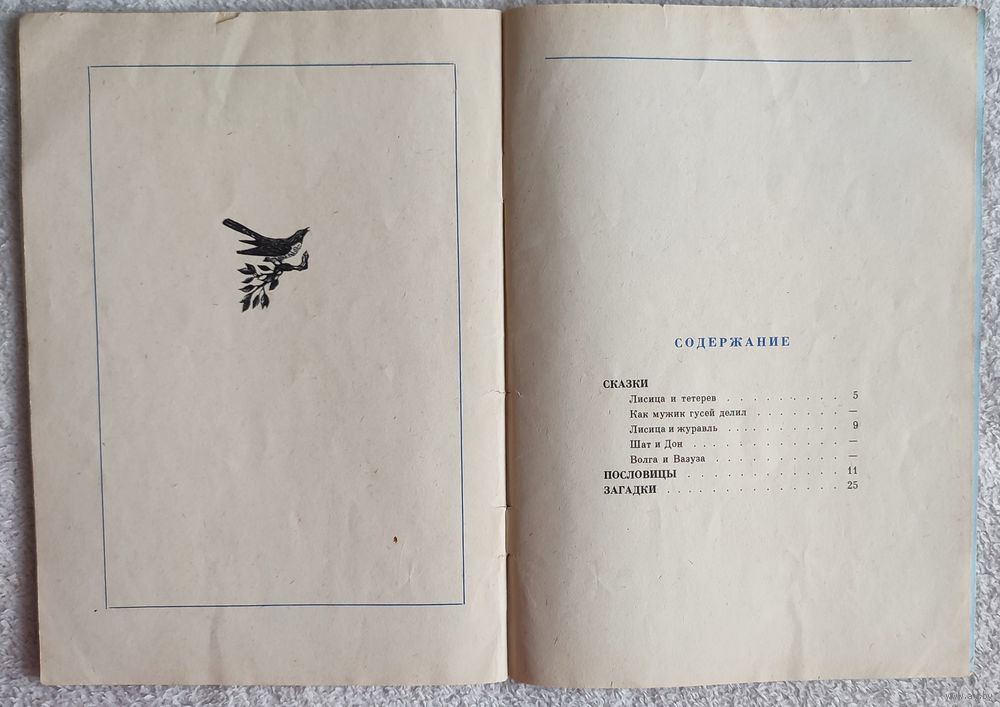 СОДЕРЖАНИЕ
СКАЗКИ
Лисица и тетерев . . . . . . . . . . 5
Как мужик гусей делил . . . . . . . —
Лисица и журавль . . . . . . . . . . 9
Шат и Дон . . . . . . . . . . . . —
Волга и Вазуза . . . . . . . . . . . —
ПОСЛОВИЦЫ . . . . . . . . . . . . 11
ЗАГАДКИ . . . . . . . . . . . . . . 25